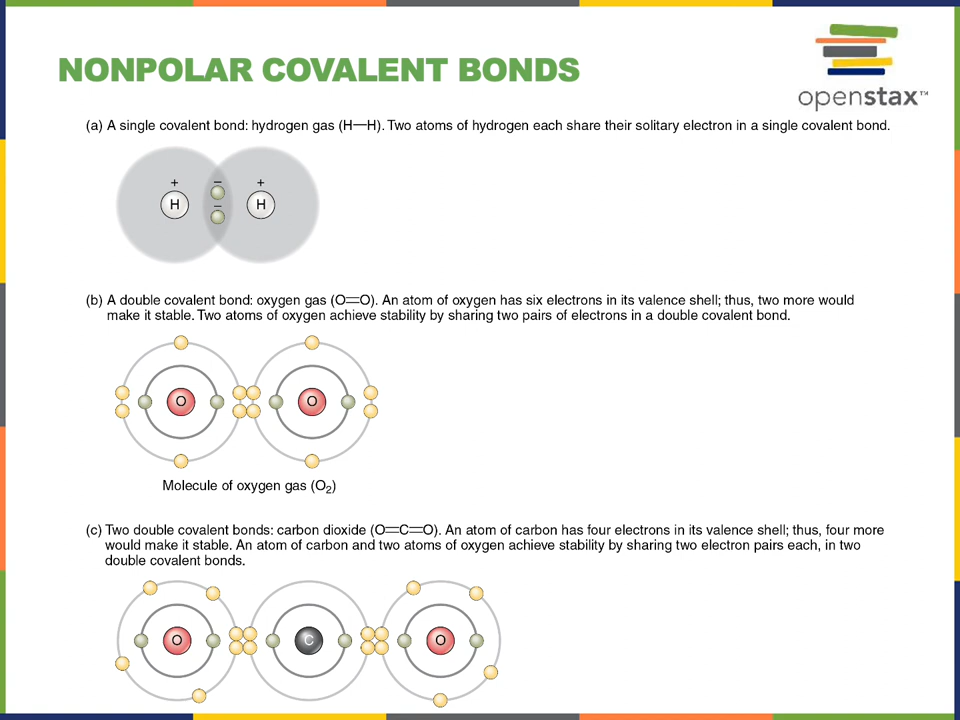 NONPOLAR COVALENT BONDS
openstax™
(a) A single covalent bond: hydrogen gas (H—H). Two atoms of hydrogen each share their solitary electron in a single covalent bond.
+ – +
H H
–
(b) A double covalent bond: oxygen gas (O=O). An atom of oxygen has six electrons in its valence shell; thus, two more would
make it stable. Two atoms of oxygen achieve stability by sharing two pairs of electrons in a double covalent bond.
O O
Molecule of oxygen gas (O₂)
(c) Two double covalent bonds: carbon dioxide (O=C=O). An atom of carbon has four electrons in its valence shell; thus, four more
would make it stable. An atom of carbon and two atoms of oxygen achieve stability by sharing two electron pairs each, in two
double covalent bonds.
O C O